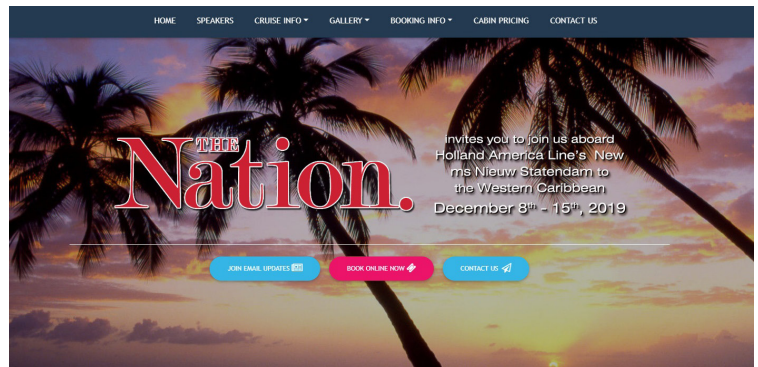 HOME SPEAKERS CRUISE INFO GALLERY BOOKING INFO CABIN PRICING CONTACT US
THE
Nation.
invites you to join us aboard
Holland America Line's New
ms Nieuw Statendam to
the Western Caribbean
December 8th - 15th, 2019
JOIN EMAIL UPDATES BOOK ONLINE NOW CONTACT US